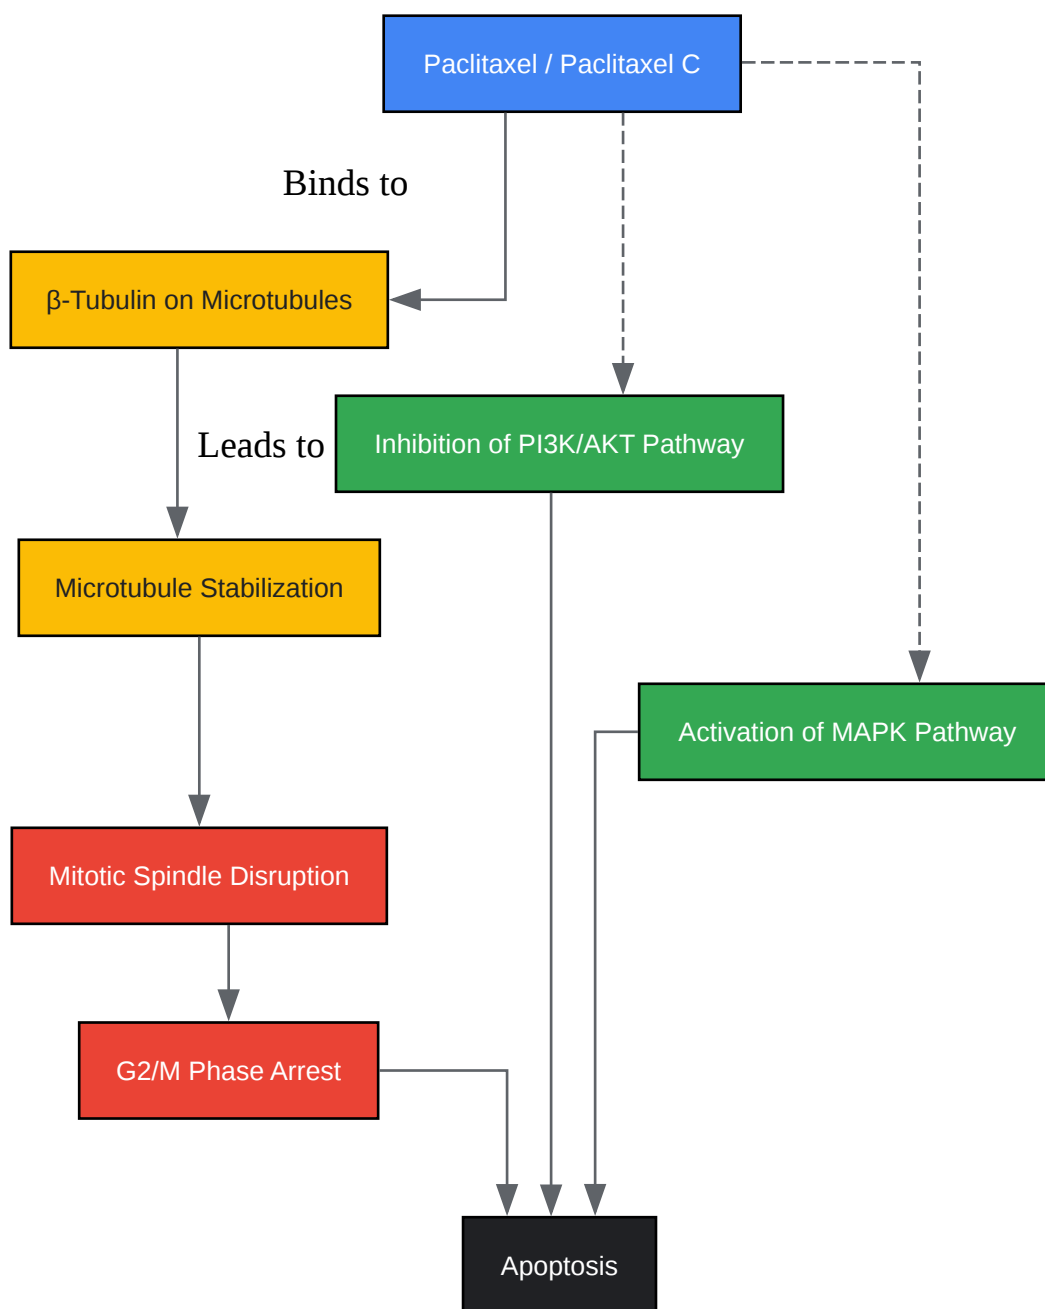 Paclitaxel / Paclitaxel C
Binds to
β-Tubulin on Microtubules
Leads to
Inhibition of PI3K/AKT Pathway
Microtubule Stabilization
Activation of MAPK Pathway
Mitotic Spindle Disruption
G2/M Phase Arrest
Apoptosis